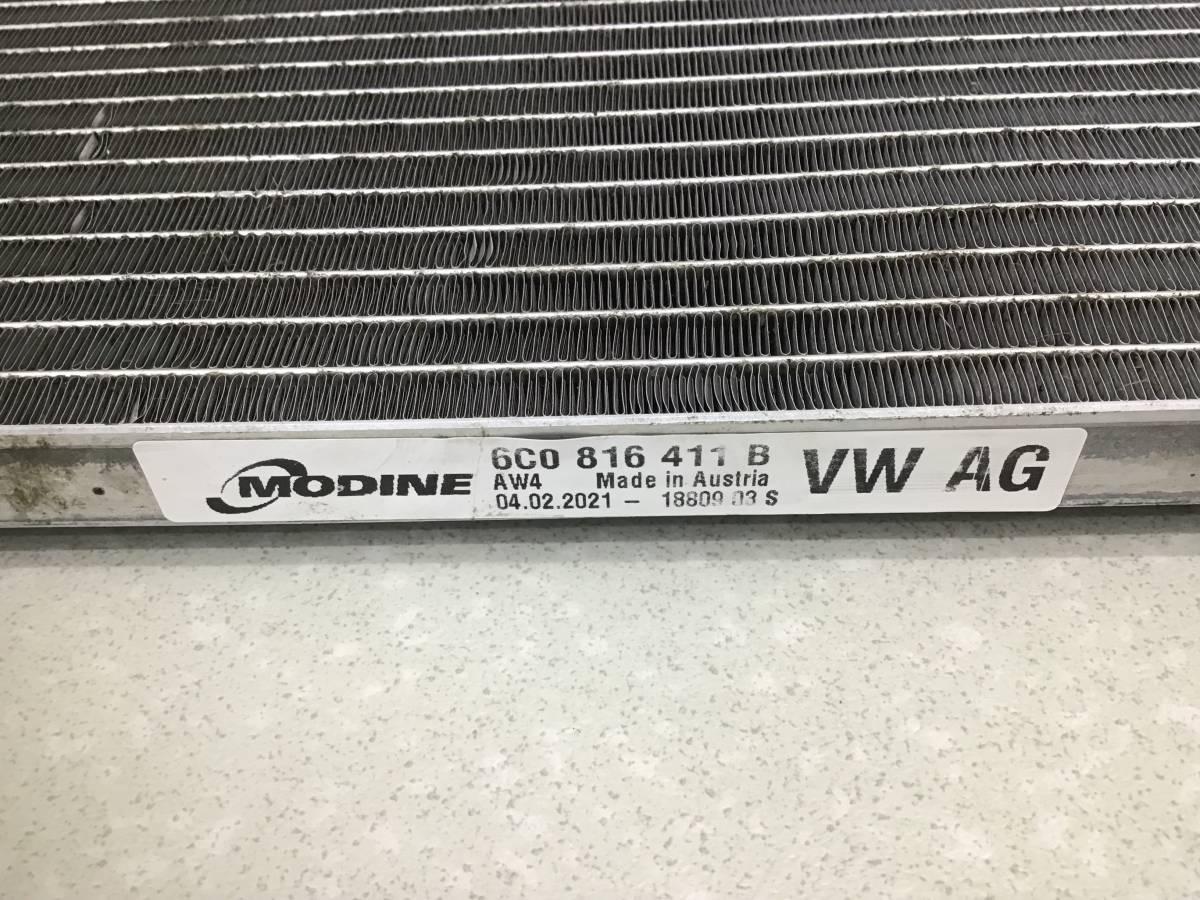 MODINE
6C0 816 411 B
AW4 Made in Austria
04.02.2021 – 18809 03 S
VW AG